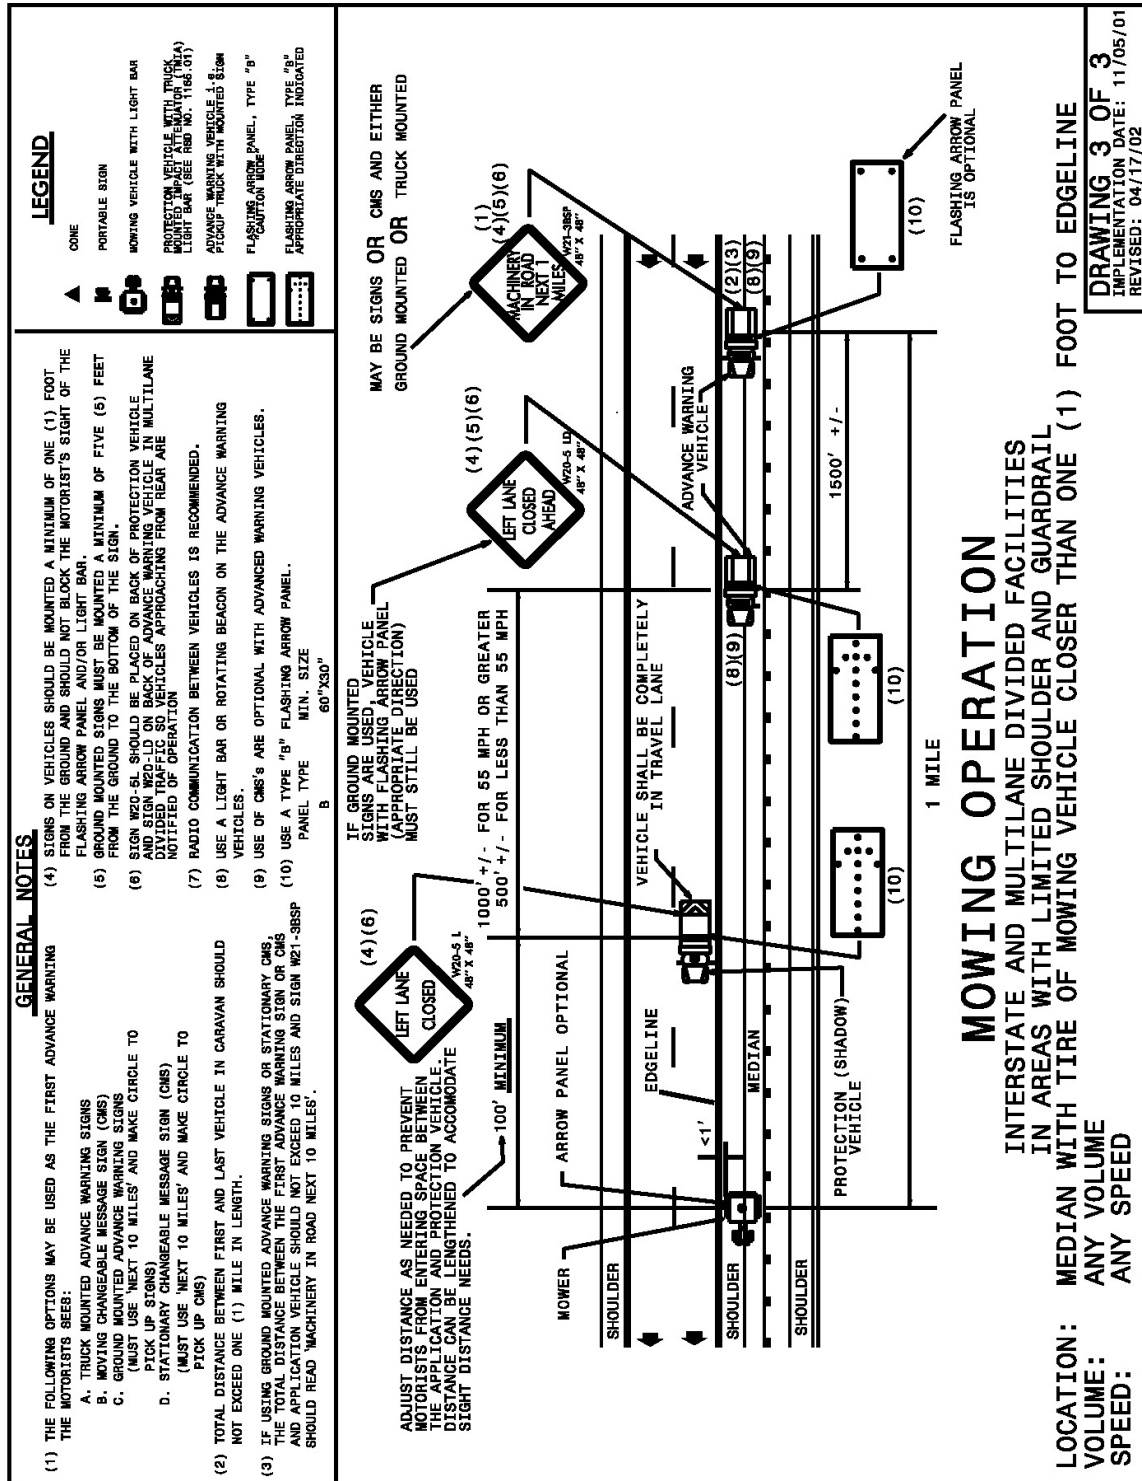 GENERAL NOTES
(1) THE FOLLOWING OPTIONS MAY BE USED AS THE FIRST ADVANCE WARNING
THE MOTORISTS SEES:
A. TRUCK MOUNTED ADVANCE WARNING SIGNS
B. MOVING CHANGEABLE MESSAGE SIGN (CMS)
C. GROUND MOUNTED ADVANCE WARNING SIGNS
(MUST USE 'NEXT 10 MILES' AND MAKE CIRCLE TO
PICK UP SIGNS)
D. STATIONARY CHANGEABLE MESSAGE SIGN (CMS)
(MUST USE 'NEXT 10 MILES' AND MAKE CIRCLE TO
PICK UP CMS)
(2) TOTAL DISTANCE BETWEEN FIRST AND LAST VEHICLE IN CARAVAN SHOULD
NOT EXCEED ONE (1) MILE IN LENGTH.
(3) IF USING GROUND MOUNTED ADVANCE WARNING SIGNS OR STATIONARY CMS,
THE TOTAL DISTANCE BETWEEN THE FIRST ADVANCE WARNING SIGN OR CMS
AND APPLICATION VEHICLE SHOULD NOT EXCEED 10 MILES AND SIGN W21-3BSP
SHOULD READ 'MACHINERY IN ROAD NEXT 10 MILES'.
(4) SIGNS ON VEHICLES SHOULD BE MOUNTED A MINIMUM OF ONE (1) FOOT
FROM THE GROUND AND SHOULD NOT BLOCK THE MOTORIST'S SIGHT OF THE
FLASHING ARROW PANEL AND/OR LIGHT BAR.
(5) GROUND MOUNTED SIGNS MUST BE MOUNTED A MINIMUM OF FIVE (5) FEET
FROM THE GROUND TO THE BOTTOM OF THE SIGN.
(6) SIGN W20-5L SHOULD BE PLACED ON BACK OF PROTECTION VEHICLE
AND SIGN W20-LD ON BACK OF ADVANCE WARNING VEHICLE IN MULTILANE
DIVIDED TRAFFIC SO VEHICLES APPROACHING FROM REAR ARE
NOTIFIED OF OPERATION
(7) RADIO COMMUNICATION BETWEEN VEHICLES IS RECOMMENDED.
(8) USE A LIGHT BAR OR ROTATING BEACON ON THE ADVANCE WARNING
VEHICLES.
(9) USE OF CMS's ARE OPTIONAL WITH ADVANCED WARNING VEHICLES.
(10) USE A TYPE "B" FLASHING ARROW PANEL.
PANEL TYPE MIN. SIZE
B 60"X30"
LEGEND
CONE
PORTABLE SIGN
MOWING VEHICLE WITH LIGHT BAR
PROTECTION VEHICLE WITH TRUCK
MOUNTED IMPACT ATTENUATOR (TMIA)
LIGHT BAR (SEE RSD NO. 1165.01)
ADVANCE WARNING VEHICLE i.e.
PICKUP TRUCK WITH MOUNTED SIGN
FLASHING ARROW PANEL, TYPE "B"
"CAUTION MODE"
FLASHING ARROW PANEL, TYPE "B"
APPROPRIATE DIRECTION INDICATED
ADJUST DISTANCE AS NEEDED TO PREVENT
MOTORISTS FROM ENTERING SPACE BETWEEN
THE APPLICATION AND PROTECTION VEHICLE.
DISTANCE CAN BE LENGTHENED TO ACCOMODATE
SIGHT DISTANCE NEEDS.
LEFT LANE
CLOSED
(4)(6)
W20-5 L
48" X 48"
IF GROUND MOUNTED
SIGNS ARE USED, VEHICLE
WITH FLASHING ARROW PANEL
(APPROPRIATE DIRECTION)
MUST STILL BE USED
LEFT LANE
CLOSED
AHEAD
(4)(5)(6)
W20-5 LD
48" X 48"
MAY BE SIGNS OR CMS AND EITHER
GROUND MOUNTED OR TRUCK MOUNTED
MACHINERY
IN ROAD
NEXT 1
MILES
(1)
(4)(5)(6)
W21-3BSP
48" X 48"
100' MINIMUM
1000' +/- FOR 55 MPH OR GREATER
500' +/- FOR LESS THAN 55 MPH
MOWER
ARROW PANEL OPTIONAL
VEHICLE SHALL BE COMPLETELY
IN TRAVEL LANE
ADVANCE WARNING
VEHICLE
SHOULDER
EDGELINE
<1'
SHOULDER
MEDIAN
(8)(9)
(2)(3)
(8)(9)
SHOULDER
PROTECTION (SHADOW)
VEHICLE
(10)
(10)
(10)
1500' +/-
1 MILE
FLASHING ARROW PANEL
IS OPTIONAL
MOWING OPERATION
INTERSTATE AND MULTILANE DIVIDED FACILITIES
IN AREAS WITH LIMITED SHOULDER AND GUARDRAIL
LOCATION: MEDIAN WITH TIRE OF MOWING VEHICLE CLOSER THAN ONE (1) FOOT TO EDGELINE
VOLUME: ANY VOLUME
SPEED: ANY SPEED
DRAWING 3 OF 3
IMPLEMENTATION DATE: 11/05/01
REVISED: 04/17/02